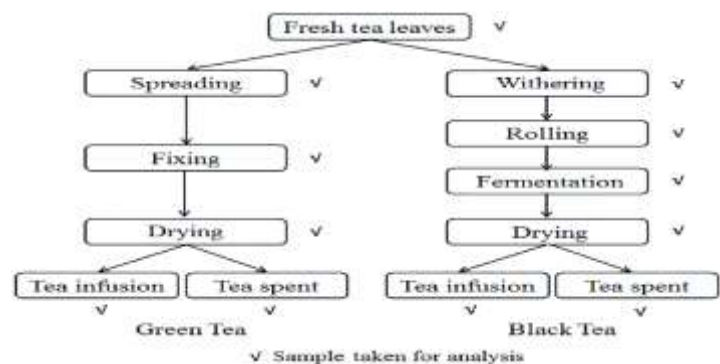 Fresh tea leaves √
Spreading √ Withering √
Rolling √
Fixing √
Fermentation √
Drying √ Drying √
Tea infusion Tea spent Tea infusion Tea spent
√ √ √ √
Green Tea Black Tea
√ Sample taken for analysis